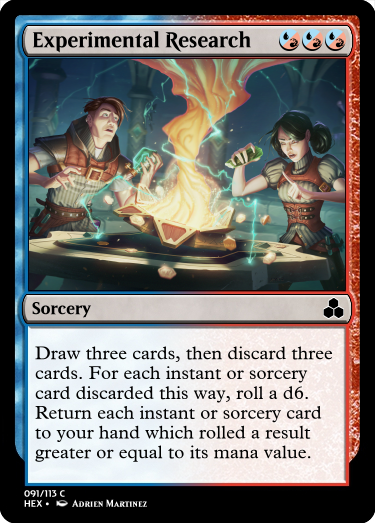 Experimental Research
Sorcery
Draw three cards, then discard three
cards. For each instant or sorcery
card discarded this way, roll a d6.
Return each instant or sorcery card
to your hand which rolled a result
greater or equal to its mana value.
091/113 C
HEX • Adrien Martinez